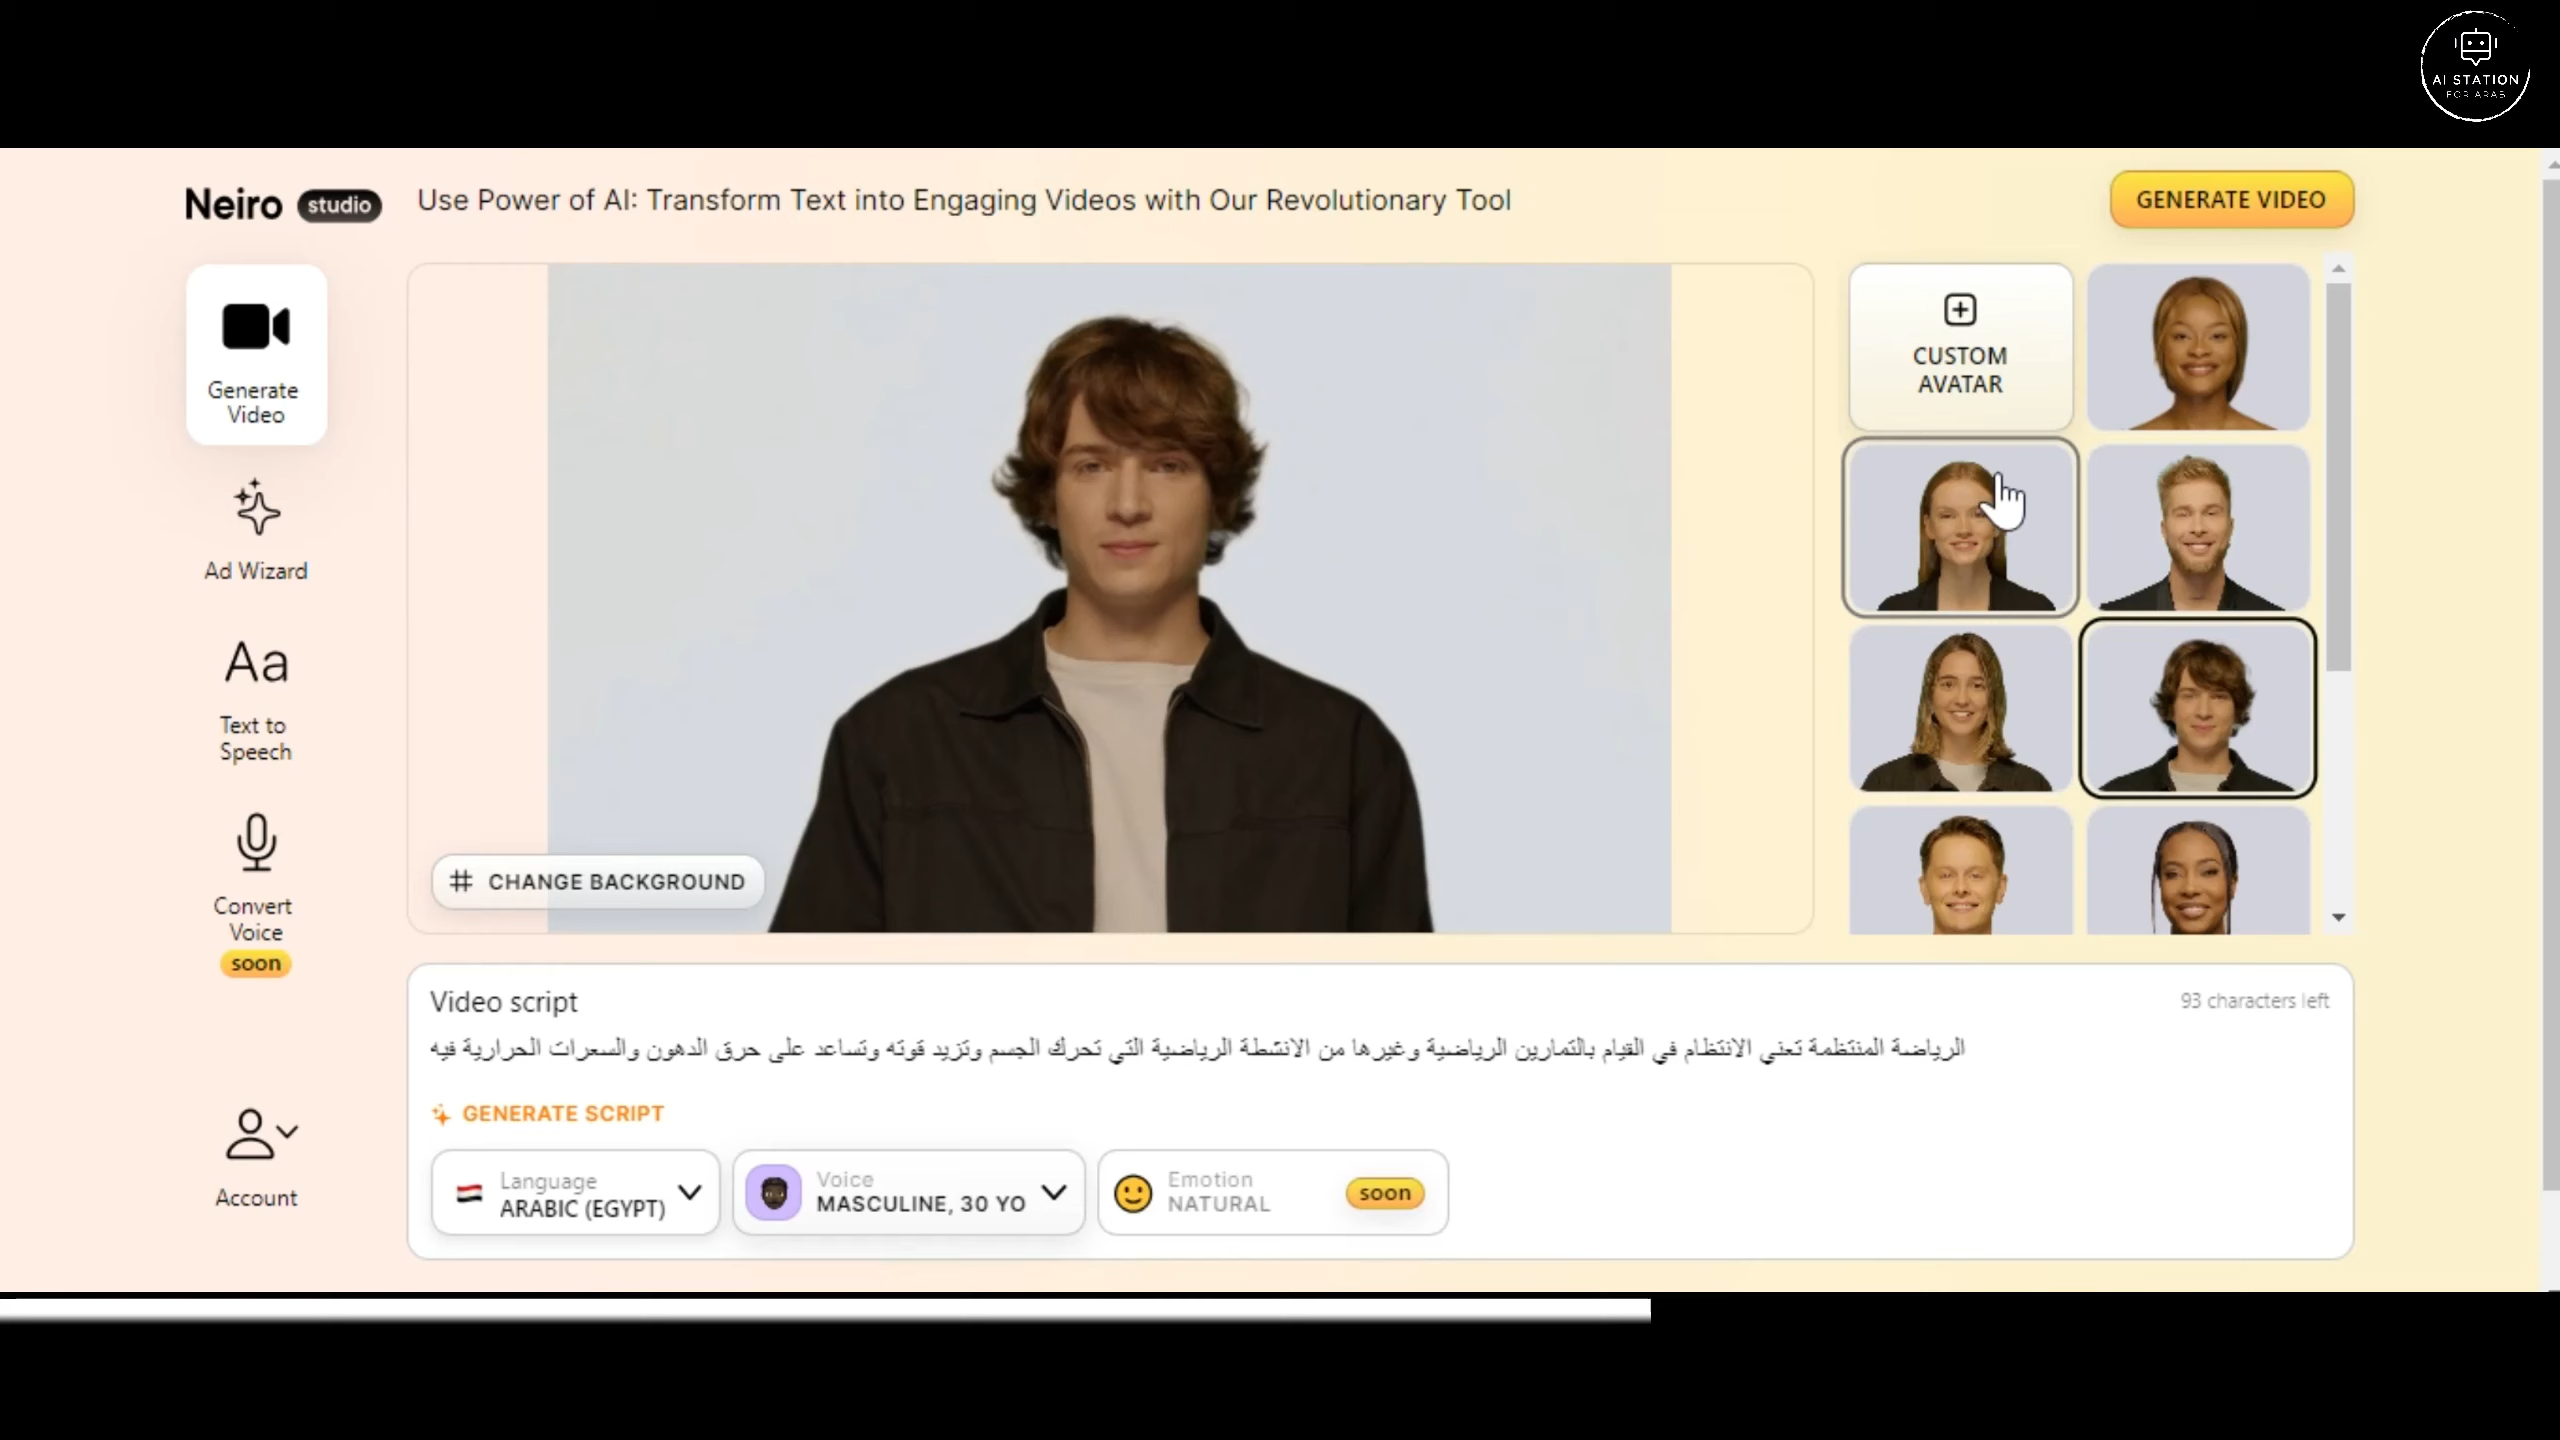 AI STATION
FOR ARAB
Neiro studio
Use Power of AI: Transform Text into Engaging Videos with Our Revolutionary Tool
GENERATE VIDEO
Generate
Video
Ad Wizard
Aa
Text to
Speech
Convert
Voice
soon
Account
CUSTOM
AVATAR
# CHANGE BACKGROUND
Video script
93 characters left
الرياضة المنتظمة تعني الانتظام في القيام بالتمارين الرياضية وغيرها من الانشطة الرياضية التي تحرك الجسم وتزيد قوته وتساعد على حرق الدهون والسعرات الحرارية فيه
GENERATE SCRIPT
Language
ARABIC (EGYPT)
Voice
MASCULINE, 30 YO
Emotion
NATURAL
soon